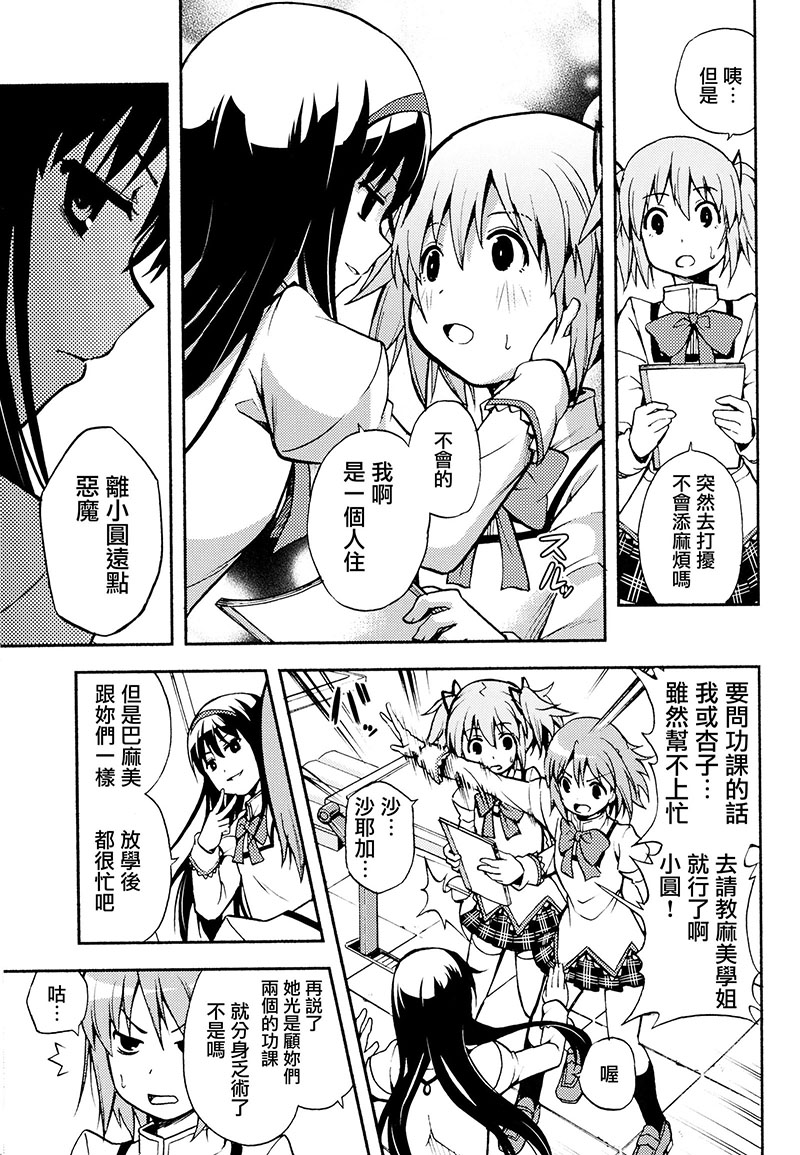 咦…
但是
突然去打擾
不會添麻煩嗎
不會的
我啊
是一個人住
離小圓遠點
惡魔
要問功課的話
我或杏子…
雖然幫不上忙
去請教麻美學姐
就行了啊
小圓！
沙…
沙耶加…
喔
但是巴麻美
跟妳們一樣
放學後
都很忙吧
再說了
她光是顧妳們
兩個的功課
就分身乏術了
不是嗎
咕…